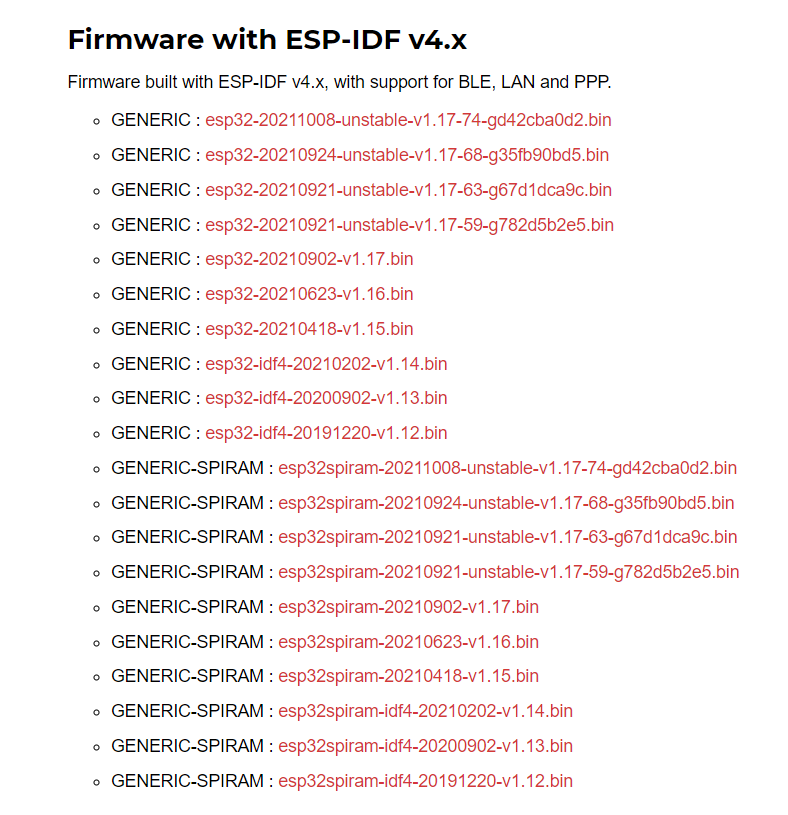 Firmware with ESP-IDF v4.x
Firmware built with ESP-IDF v4.x, with support for BLE, LAN and PPP.
GENERIC : esp32-20211008-unstable-v1.17-74-gd42cba0d2.bin
GENERIC : esp32-20210924-unstable-v1.17-68-g35fb90bd5.bin
GENERIC : esp32-20210921-unstable-v1.17-63-g67d1dca9c.bin
GENERIC : esp32-20210921-unstable-v1.17-59-g782d5b2e5.bin
GENERIC : esp32-20210902-v1.17.bin
GENERIC : esp32-20210623-v1.16.bin
GENERIC : esp32-20210418-v1.15.bin
GENERIC : esp32-idf4-20210202-v1.14.bin
GENERIC : esp32-idf4-20200902-v1.13.bin
GENERIC : esp32-idf4-20191220-v1.12.bin
GENERIC-SPIRAM : esp32spiram-20211008-unstable-v1.17-74-gd42cba0d2.bin
GENERIC-SPIRAM : esp32spiram-20210924-unstable-v1.17-68-g35fb90bd5.bin
GENERIC-SPIRAM : esp32spiram-20210921-unstable-v1.17-63-g67d1dca9c.bin
GENERIC-SPIRAM : esp32spiram-20210921-unstable-v1.17-59-g782d5b2e5.bin
GENERIC-SPIRAM : esp32spiram-20210902-v1.17.bin
GENERIC-SPIRAM : esp32spiram-20210623-v1.16.bin
GENERIC-SPIRAM : esp32spiram-20210418-v1.15.bin
GENERIC-SPIRAM : esp32spiram-idf4-20210202-v1.14.bin
GENERIC-SPIRAM : esp32spiram-idf4-20200902-v1.13.bin
GENERIC-SPIRAM : esp32spiram-idf4-20191220-v1.12.bin